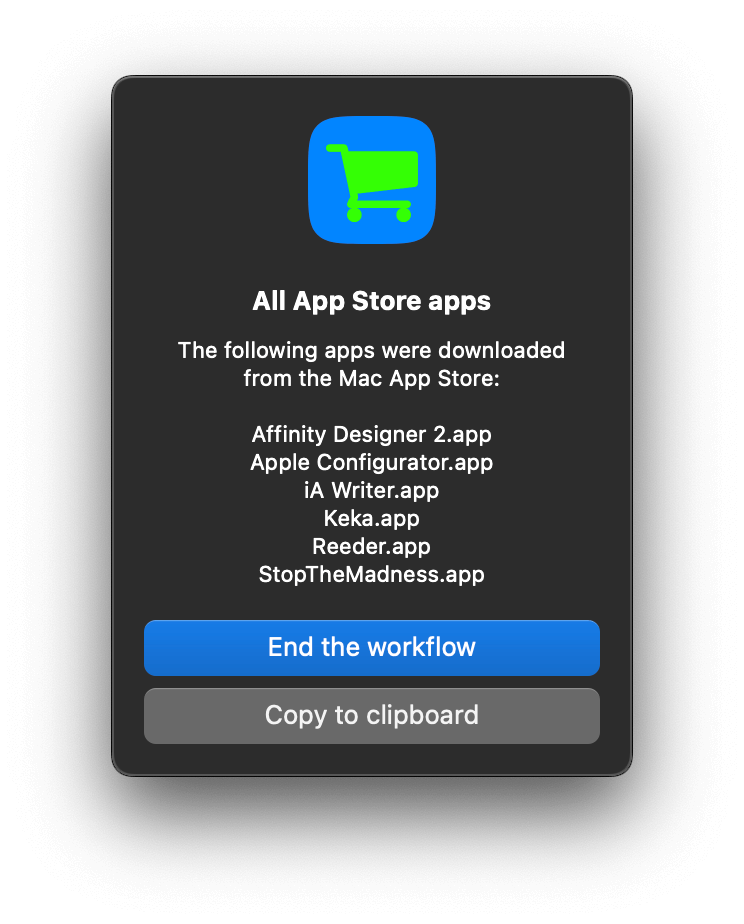 All App Store apps
The following apps were downloaded
from the Mac App Store:
Affinity Designer 2.app
Apple Configurator.app
iA Writer.app
Keka.app
Reeder.app
StopTheMadness.app
End the workflow
Copy to clipboard